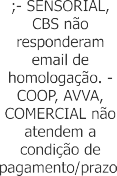 ;- SENSORIAL,
CBS não
responderam
email de
homologação. -
COOP, AVVA,
COMERCIAL não
atendem a
condição de
pagamento/prazo